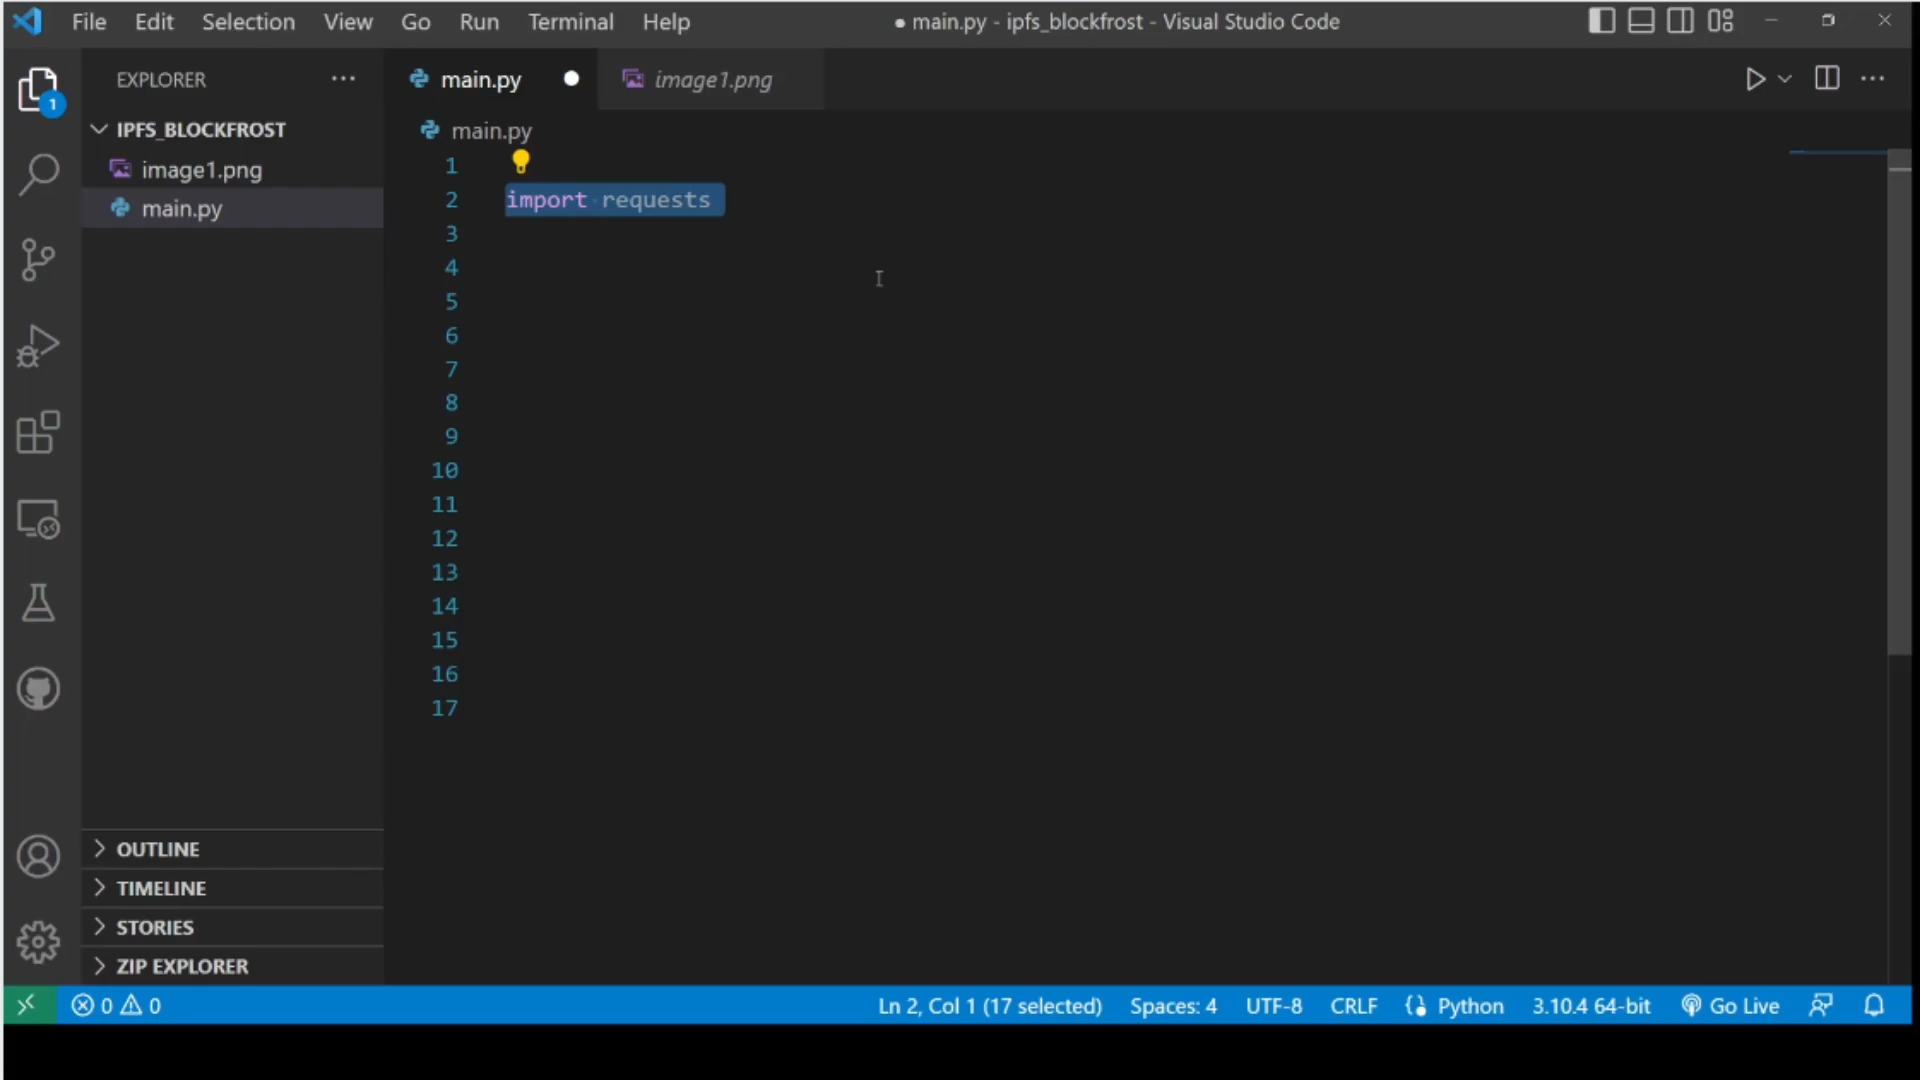 File Edit Selection View Go Run Terminal Help ● main.py - ipfs_blockfrost - Visual Studio Code
1
EXPLORER
main.py
image1.png
IPFS_BLOCKFROST
image1.png
main.py
main.py
1
2 import requests
3
4
5
6
7
8
9
10
11
12
13
14
15
16
17
OUTLINE
TIMELINE
STORIES
ZIP EXPLORER
0 0 Ln 2, Col 1 (17 selected) Spaces: 4 UTF-8 CRLF Python 3.10.4 64-bit Go Live